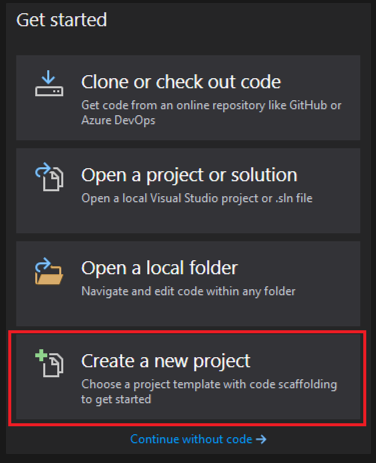 Get started
Clone or check out code
Get code from an online repository like GitHub or
Azure DevOps
Open a project or solution
Open a local Visual Studio project or .sln file
Open a local folder
Navigate and edit code within any folder
Create a new project
Choose a project template with code scaffolding
to get started
Continue without code →